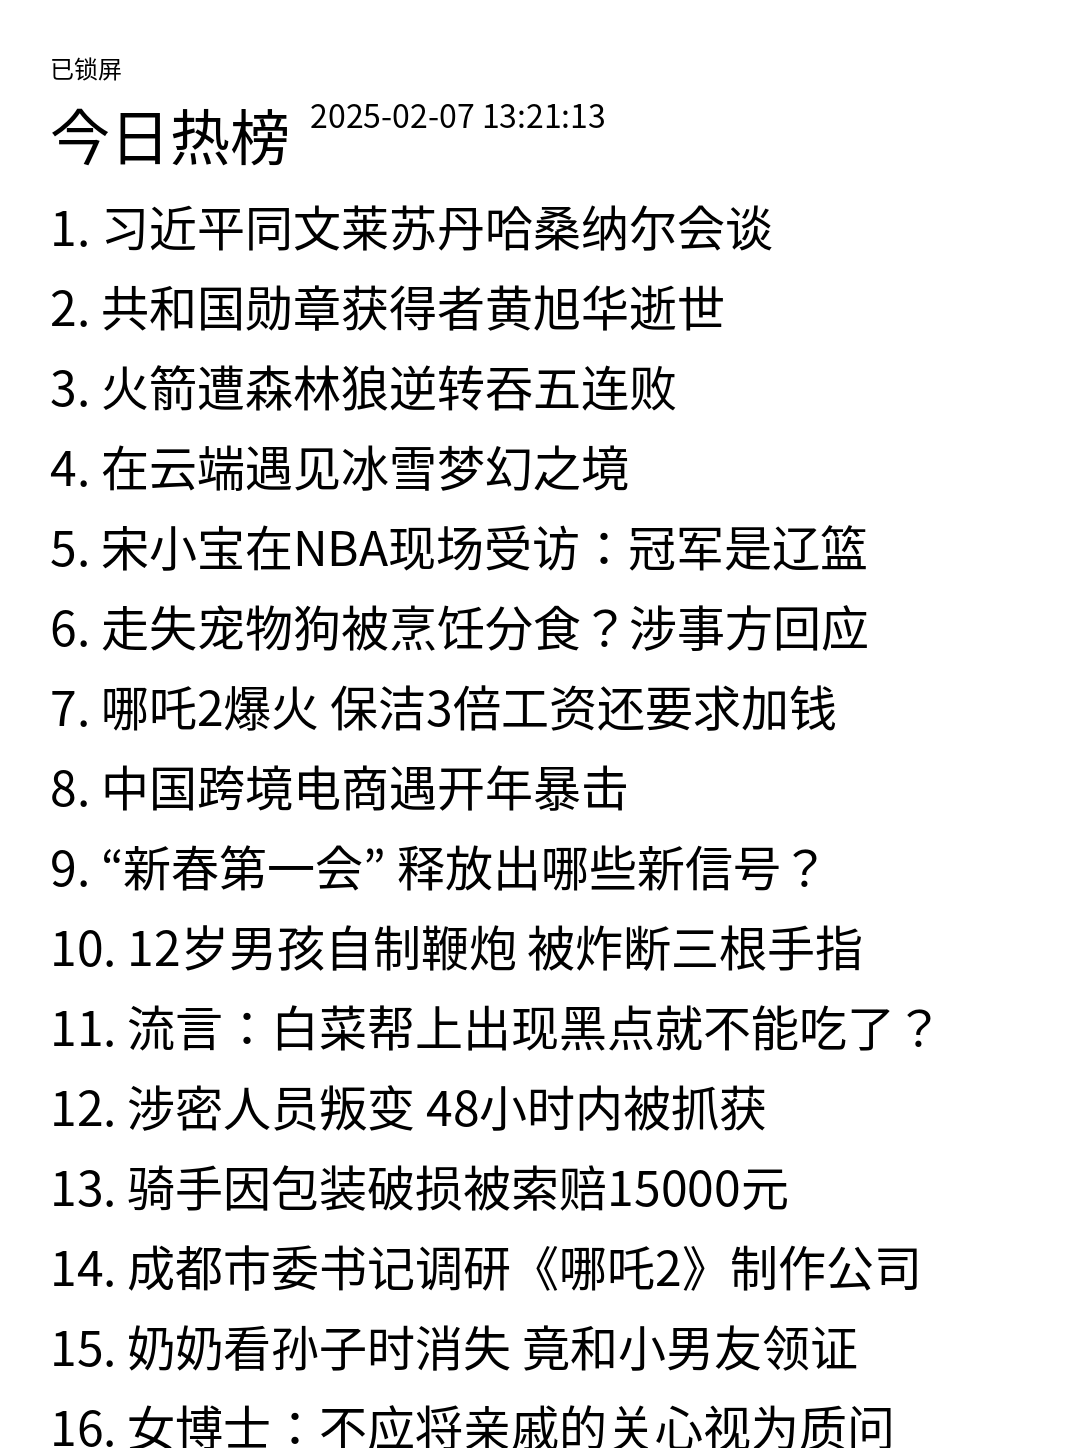 已锁屏
今日热榜 2025-02-07 13:21:13
1. 习近平同文莱苏丹哈桑纳尔会谈
2. 共和国勋章获得者黄旭华逝世
3. 火箭遭森林狼逆转吞五连败
4. 在云端遇见冰雪梦幻之境
5. 宋小宝在NBA现场受访：冠军是辽篮
6. 走失宠物狗被烹饪分食？涉事方回应
7. 哪吒2爆火 保洁3倍工资还要求加钱
8. 中国跨境电商遇开年暴击
9. “新春第一会” 释放出哪些新信号？
10. 12岁男孩自制鞭炮 被炸断三根手指
11. 流言：白菜帮上出现黑点就不能吃了？
12. 涉密人员叛变 48小时内被抓获
13. 骑手因包装破损被索赔15000元
14. 成都市委书记调研《哪吒2》制作公司
15. 奶奶看孙子时消失 竟和小男友领证
16. 女博士：不应将亲戚的关心视为质问